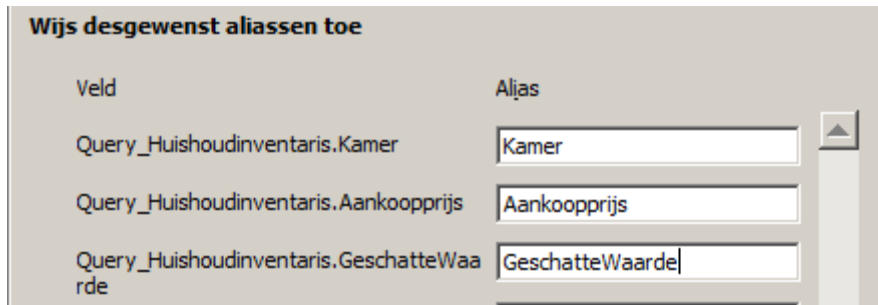 Wijs desgewenst aliassen toe
Veld Alias
Query_Huishoudinventaris.Kamer Kamer
Query_Huishoudinventaris.Aankoopprijs Aankoopprijs
Query_Huishoudinventaris.GeschatteWaa GeschatteWaarde
rde